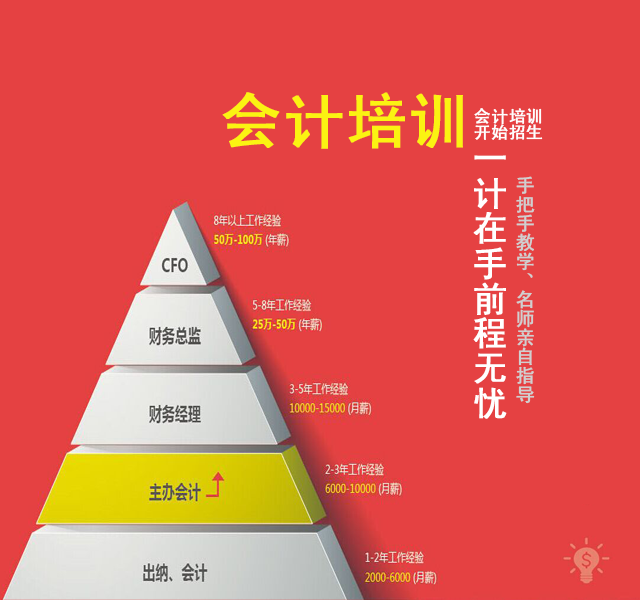 会计培训
会计培训
开始招生
一计在手前程无忧
手把手教学、名师亲自指导
CFO
8年以上工作经验
50万-100万 (年薪)
财务总监
5-8年工作经验
25万-50万 (年薪)
财务经理
3-5年工作经验
10000-15000 (月薪)
主办会计
2-3年工作经验
6000-10000 (月薪)
出纳、会计
1-2年工作经验
2000-6000 (月薪)
$